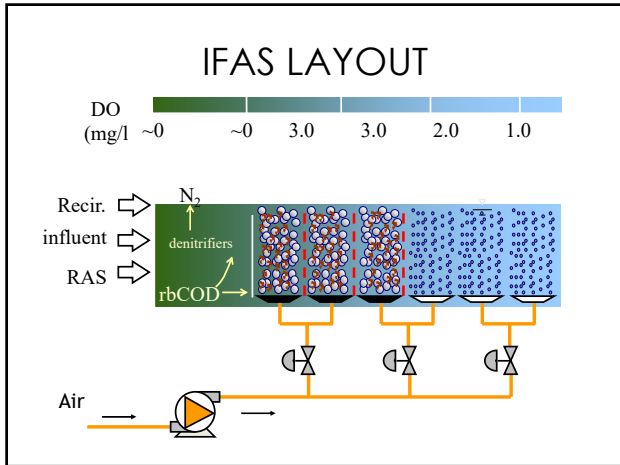 IFAS LAYOUT
DO
(mg/l
~0 ~0 3.0 3.0 2.0 1.0
Recir.
N2
influent
denitrifiers
RAS
rbCOD
Air